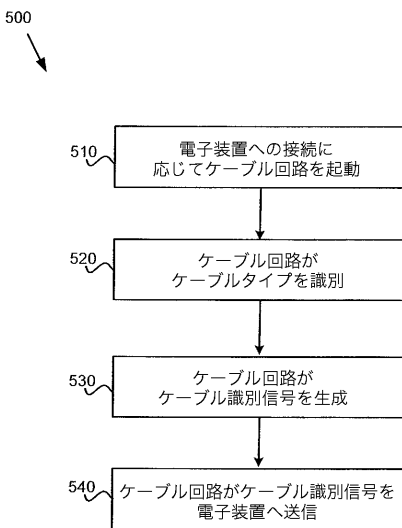 500
510
電子装置への接続に
応じてケーブル回路を起動
520
ケーブル回路が
ケーブルタイプを識別
530
ケーブル回路が
ケーブル識別信号を生成
540
ケーブル回路がケーブル識別信号を
電子装置へ送信